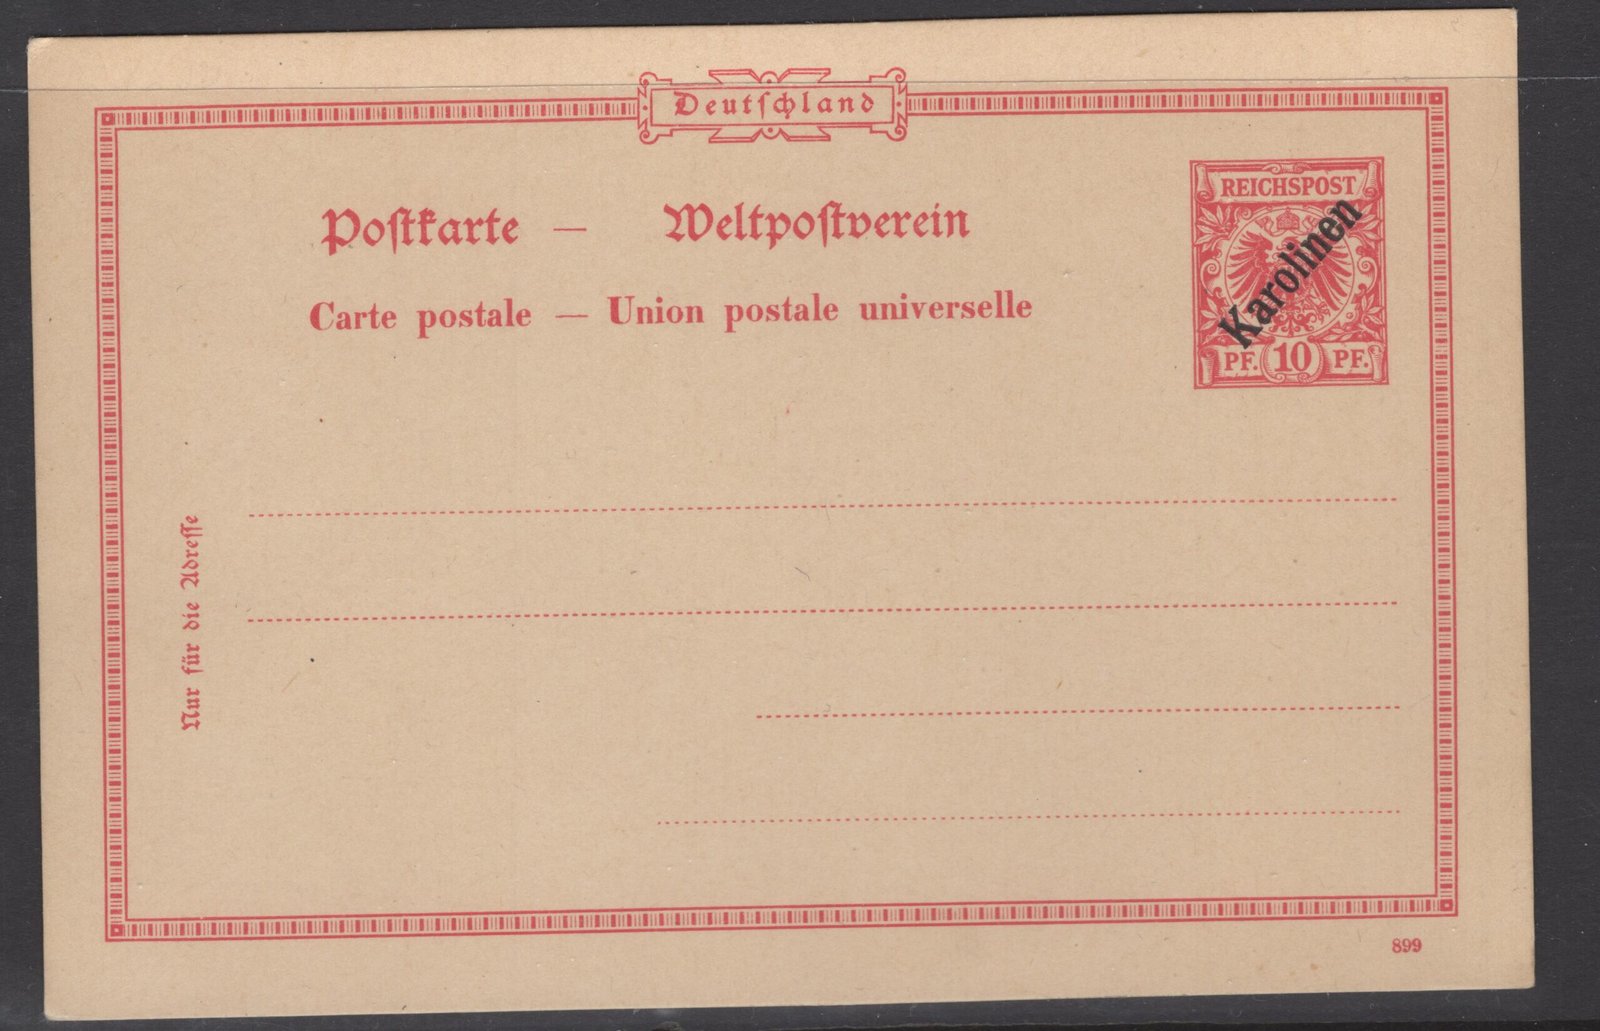 Deutschland
Postkarte — Weltpostverein
Carte postale — Union postale universelle
REICHSPOST
Karolinen
PF. 10 PF.
Nur für die Adresse
899